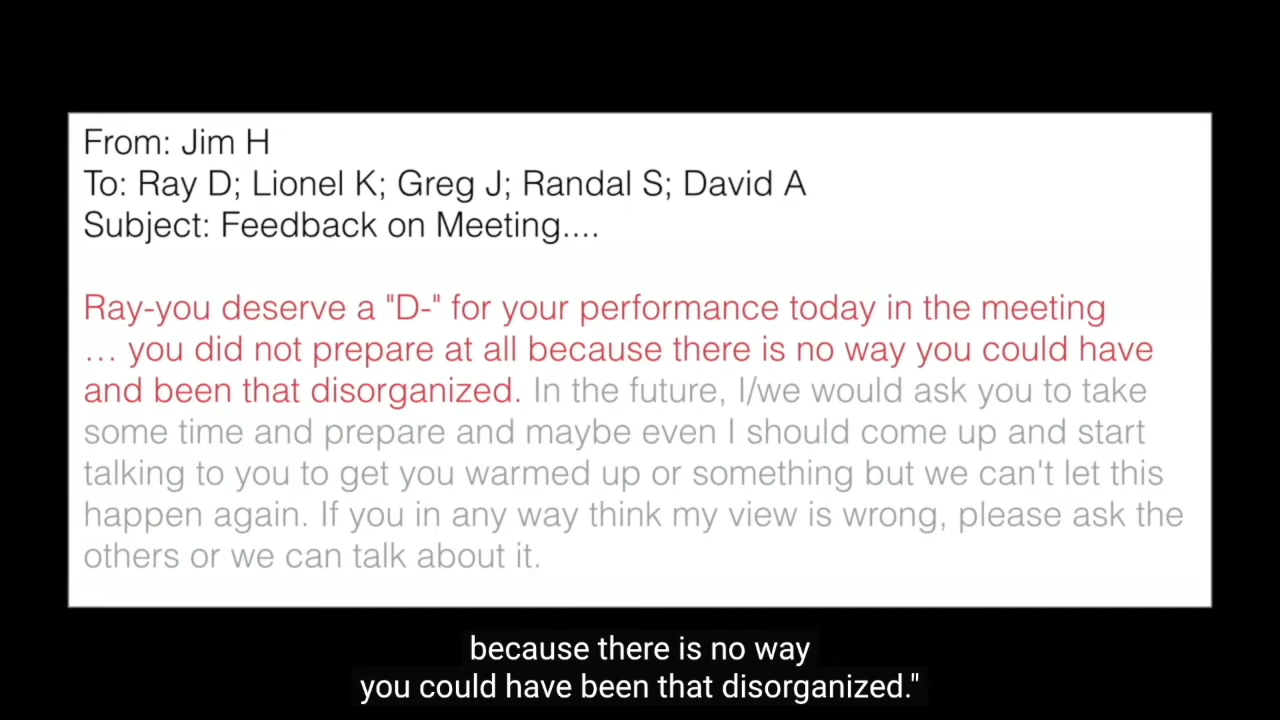 From: Jim H
To: Ray D; Lionel K; Greg J; Randal S; David A
Subject: Feedback on Meeting....
Ray-you deserve a "D-" for your performance today in the meeting
… you did not prepare at all because there is no way you could have
and been that disorganized. In the future, I/we would ask you to take
some time and prepare and maybe even I should come up and start
talking to you to get you warmed up or something but we can't let this
happen again. If you in any way think my view is wrong, please ask the
others or we can talk about it.
because there is no way
you could have been that disorganized."